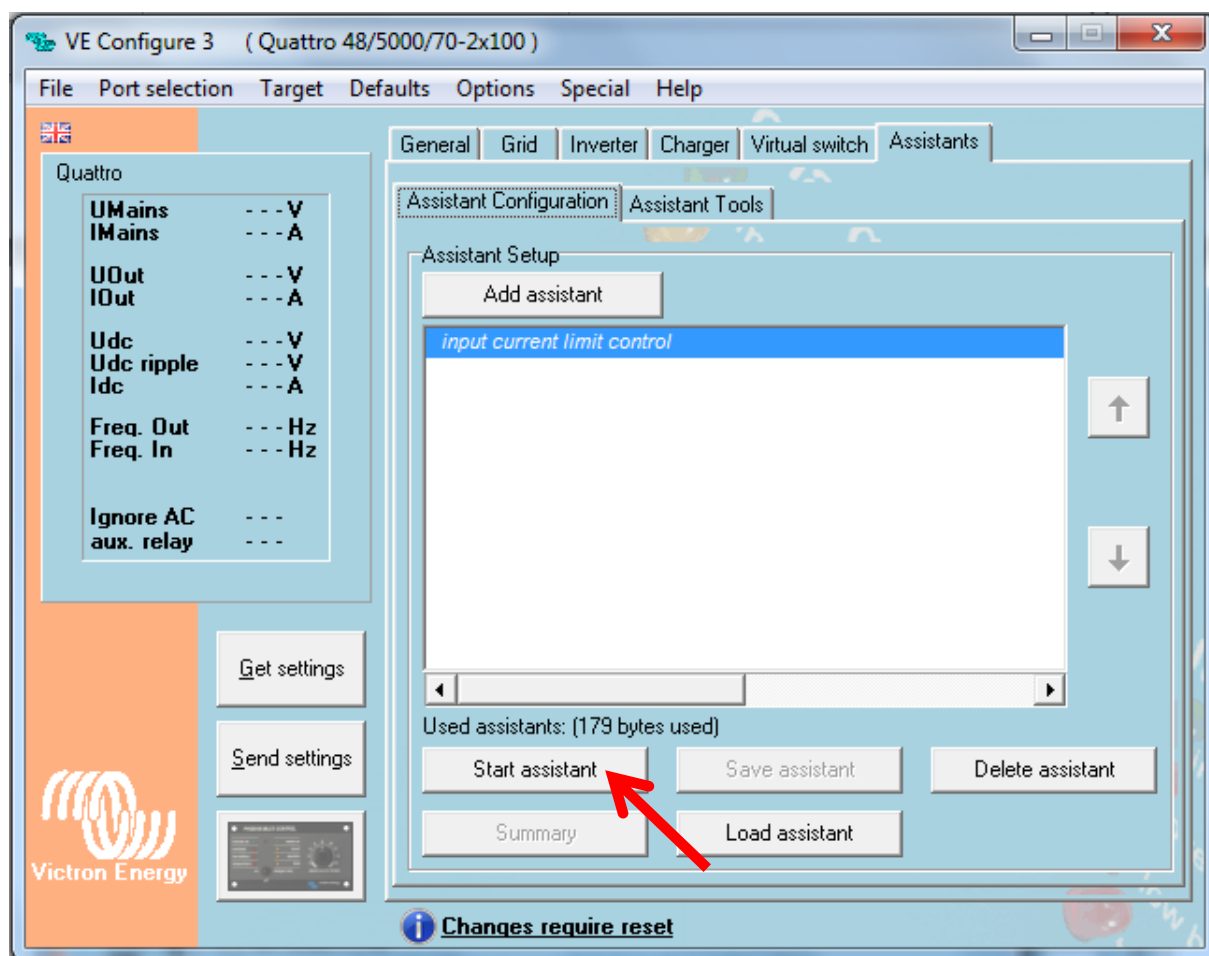 VE Configure 3 ( Quattro 48/5000/70-2x100 )
File Port selection Target Defaults Options Special Help
General Grid Inverter Charger Virtual switch Assistants
Quattro
Assistant Configuration Assistant Tools
UMains - - - V
IMains - - - A
UOut - - - V
IOut - - - A
Udc - - - V
Udc ripple - - - V
Idc - - - A
Freq. Out - - - Hz
Freq. In - - - Hz
Ignore AC - - -
aux. relay - - -
Assistant Setup
Add assistant
input current limit control
Used assistants: (179 bytes used)
Start assistant Save assistant Delete assistant
Summary Load assistant
Get settings
Send settings
Victron Energy
Changes require reset